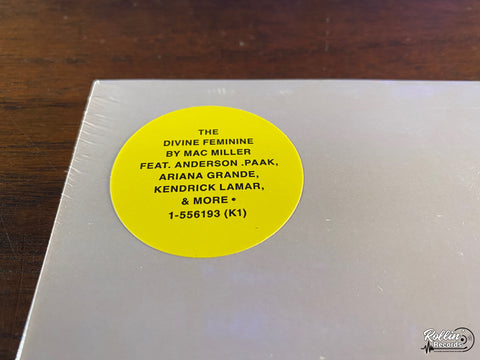 THE
DIVINE FEMININE
BY MAC MILLER
FEAT. ANDERSON .PAAK,
ARIANA GRANDE,
KENDRICK LAMAR,
& MORE •
1-556193 (K1)
Rollin'
Records